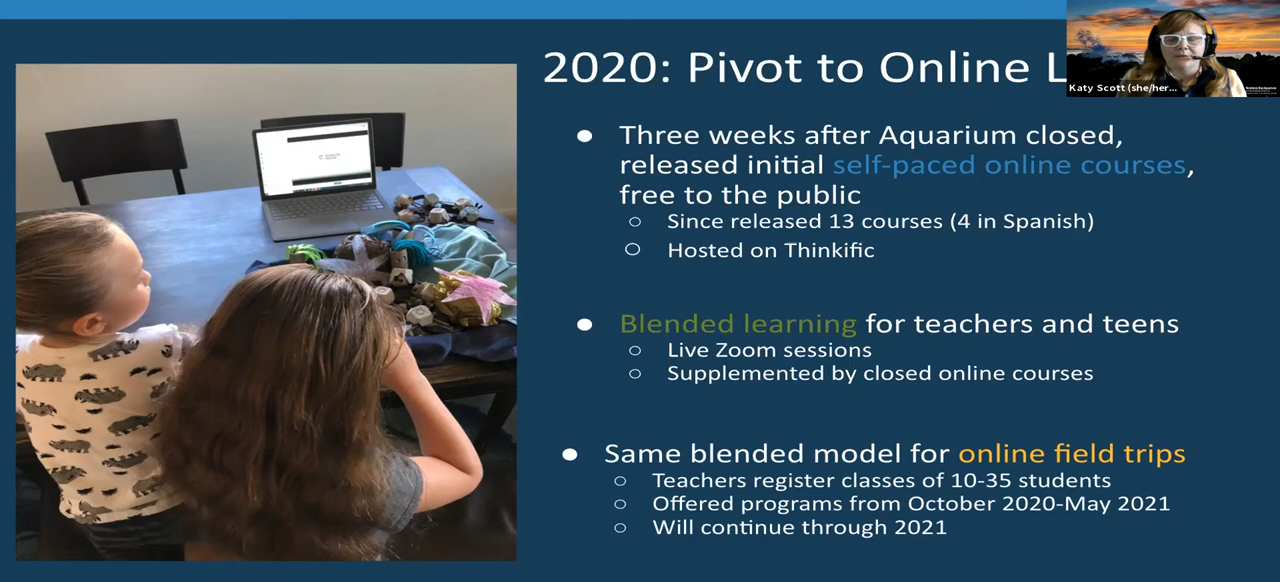 2020: Pivot to Online L
Katy Scott (she/her...
Three weeks after Aquarium closed,
released initial self-paced online courses,
free to the public
Since released 13 courses (4 in Spanish)
Hosted on Thinkific
Blended learning for teachers and teens
Live Zoom sessions
Supplemented by closed online courses
Same blended model for online field trips
Teachers register classes of 10-35 students
Offered programs from October 2020-May 2021
Will continue through 2021